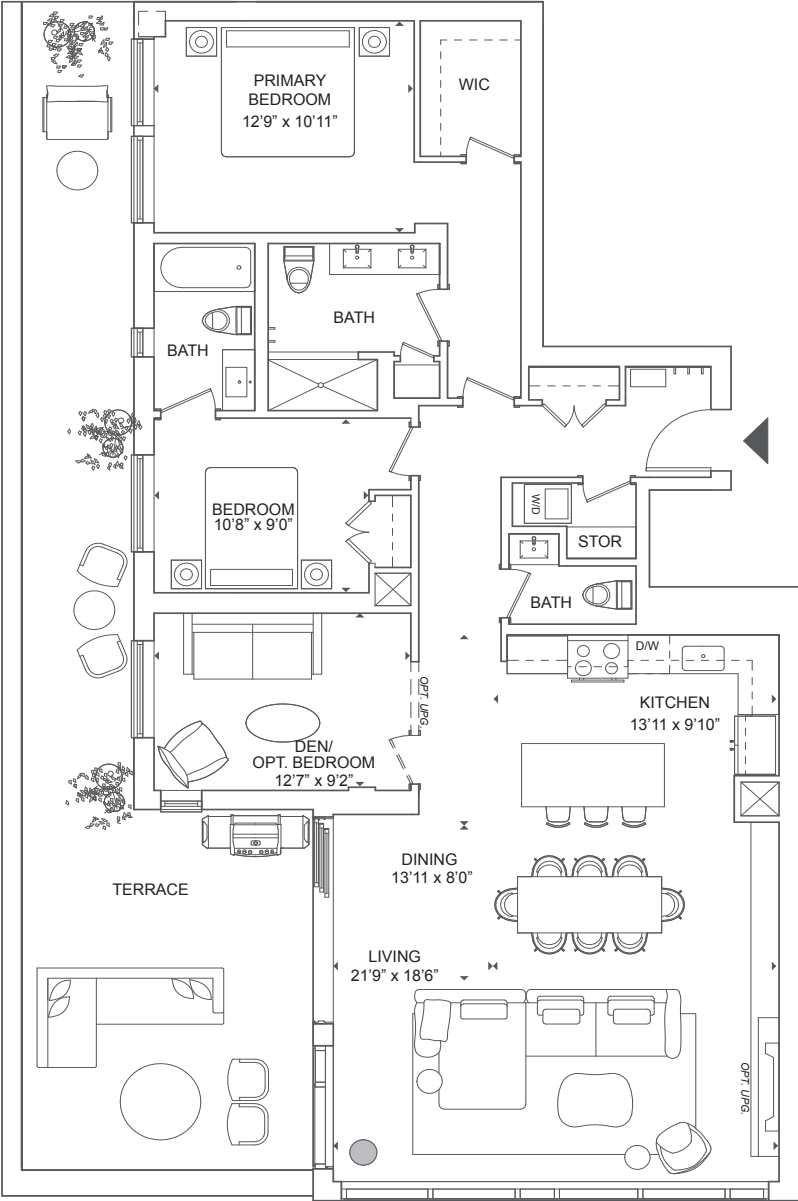 PRIMARY
BEDROOM
12’9” x 10’11”
WIC
BATH
BATH
BEDROOM
10’8” x 9’0”
W/D
STOR
BATH
D/W
KITCHEN
13’11 x 9’10”
OPT. UPG.
DEN/
OPT. BEDROOM
12’7” x 9’2”
DINING
13’11 x 8’0”
TERRACE
LIVING
21’9” x 18’6”
OPT. UPG.